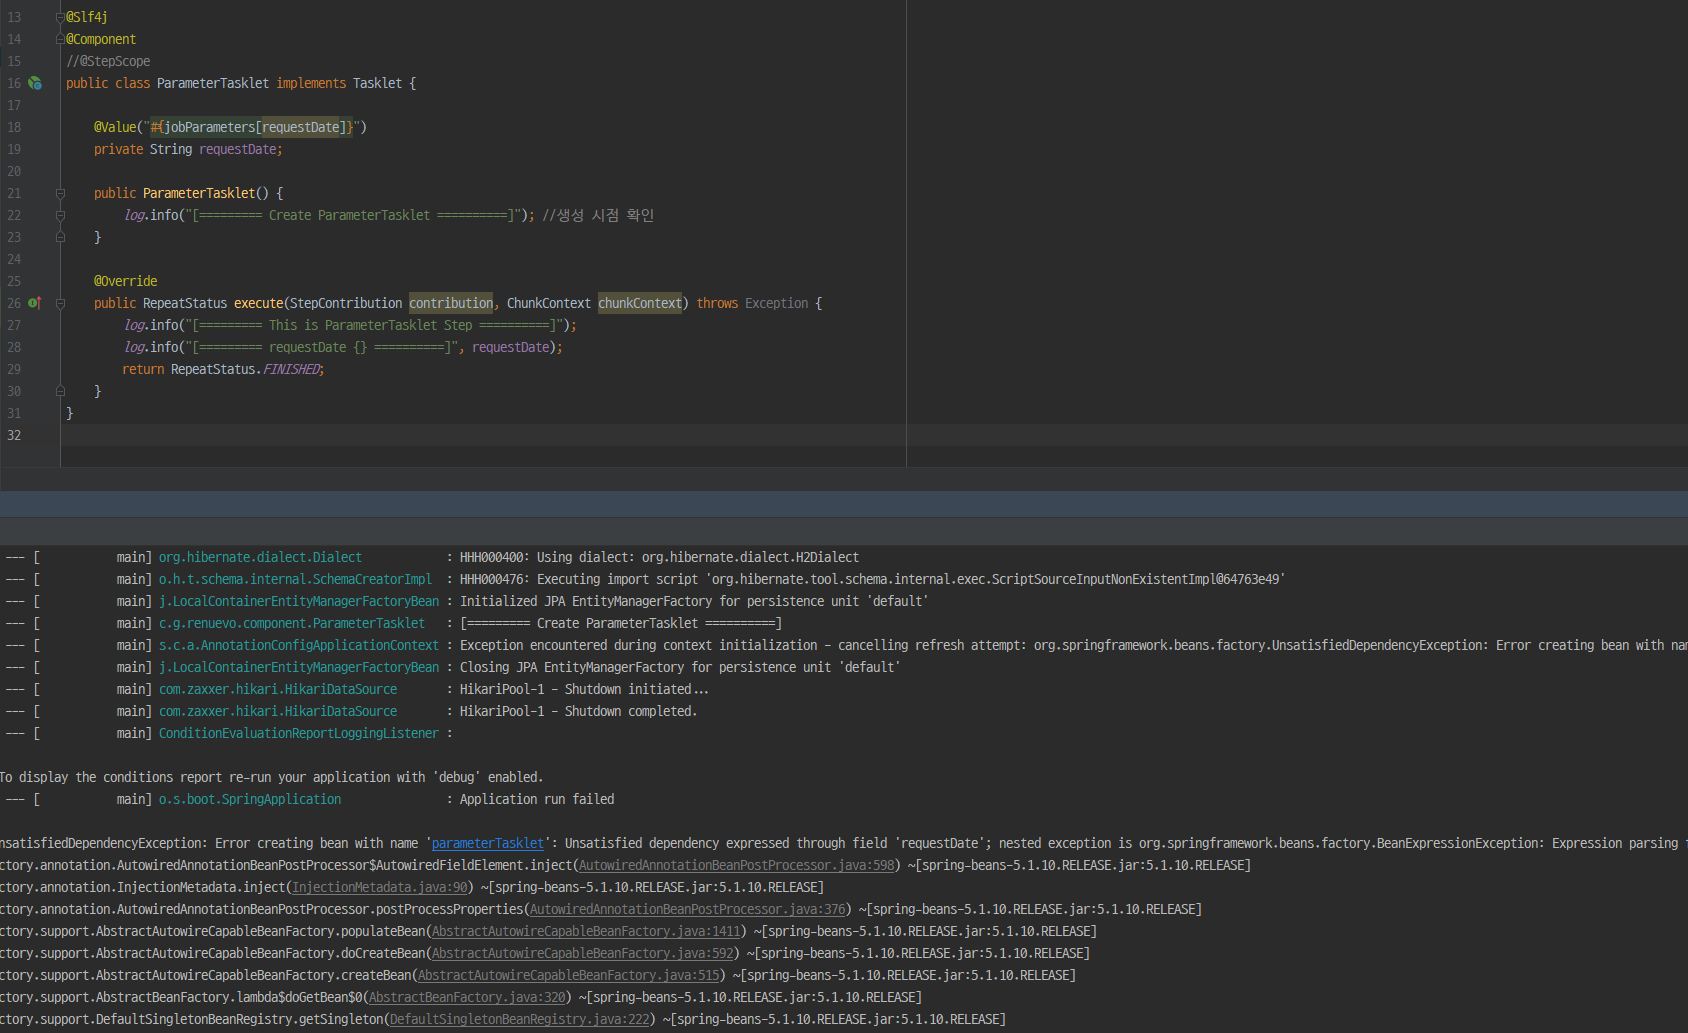 13 @Slf4j
14 @Component
15 //@StepScope
16 public class ParameterTasklet implements Tasklet {
17
18 @Value("#{jobParameters[requestDate]}")
19 private String requestDate;
20
21 public ParameterTasklet() {
22 log.info("[========= Create ParameterTasklet ==========]"); //생성 시점 확인
23 }
24
25 @Override
26 public RepeatStatus execute(StepContribution contribution, ChunkContext chunkContext) throws Exception {
27 log.info("[========= This is ParameterTasklet Step ==========]");
28 log.info("[========= requestDate {} ==========]", requestDate);
29 return RepeatStatus.FINISHED;
30 }
31 }
32
--- [ main] org.hibernate.dialect.Dialect : HHH000400: Using dialect: org.hibernate.dialect.H2Dialect
--- [ main] o.h.t.schema.internal.SchemaCreatorImpl : HHH000476: Executing import script 'org.hibernate.tool.schema.internal.exec.ScriptSourceInputNonExistentImpl@64763e49'
--- [ main] j.LocalContainerEntityManagerFactoryBean : Initialized JPA EntityManagerFactory for persistence unit 'default'
--- [ main] c.g.renuevo.component.ParameterTasklet : [========= Create ParameterTasklet ==========]
--- [ main] s.c.a.AnnotationConfigApplicationContext : Exception encountered during context initialization - cancelling refresh attempt: org.springframework.beans.factory.UnsatisfiedDependencyException: Error creating bean with nam
--- [ main] j.LocalContainerEntityManagerFactoryBean : Closing JPA EntityManagerFactory for persistence unit 'default'
--- [ main] com.zaxxer.hikari.HikariDataSource : HikariPool-1 - Shutdown initiated...
--- [ main] com.zaxxer.hikari.HikariDataSource : HikariPool-1 - Shutdown completed.
--- [ main] ConditionEvaluationReportLoggingListener :
To display the conditions report re-run your application with 'debug' enabled.
--- [ main] o.s.boot.SpringApplication : Application run failed
nsatisfiedDependencyException: Error creating bean with name 'parameterTasklet': Unsatisfied dependency expressed through field 'requestDate'; nested exception is org.springframework.beans.factory.BeanExpressionException: Expression parsing f
ctory.annotation.AutowiredAnnotationBeanPostProcessor$AutowiredFieldElement.inject(AutowiredAnnotationBeanPostProcessor.java:598) ~[spring-beans-5.1.10.RELEASE.jar:5.1.10.RELEASE]
ctory.annotation.InjectionMetadata.inject(InjectionMetadata.java:90) ~[spring-beans-5.1.10.RELEASE.jar:5.1.10.RELEASE]
ctory.annotation.AutowiredAnnotationBeanPostProcessor.postProcessProperties(AutowiredAnnotationBeanPostProcessor.java:376) ~[spring-beans-5.1.10.RELEASE.jar:5.1.10.RELEASE]
ctory.support.AbstractAutowireCapableBeanFactory.populateBean(AbstractAutowireCapableBeanFactory.java:1411) ~[spring-beans-5.1.10.RELEASE.jar:5.1.10.RELEASE]
ctory.support.AbstractAutowireCapableBeanFactory.doCreateBean(AbstractAutowireCapableBeanFactory.java:592) ~[spring-beans-5.1.10.RELEASE.jar:5.1.10.RELEASE]
ctory.support.AbstractAutowireCapableBeanFactory.createBean(AbstractAutowireCapableBeanFactory.java:515) ~[spring-beans-5.1.10.RELEASE.jar:5.1.10.RELEASE]
ctory.support.AbstractBeanFactory.lambda$doGetBean$0(AbstractBeanFactory.java:320) ~[spring-beans-5.1.10.RELEASE.jar:5.1.10.RELEASE]
ctory.support.DefaultSingletonBeanRegistry.getSingleton(DefaultSingletonBeanRegistry.java:222) ~[spring-beans-5.1.10.RELEASE.jar:5.1.10.RELEASE]